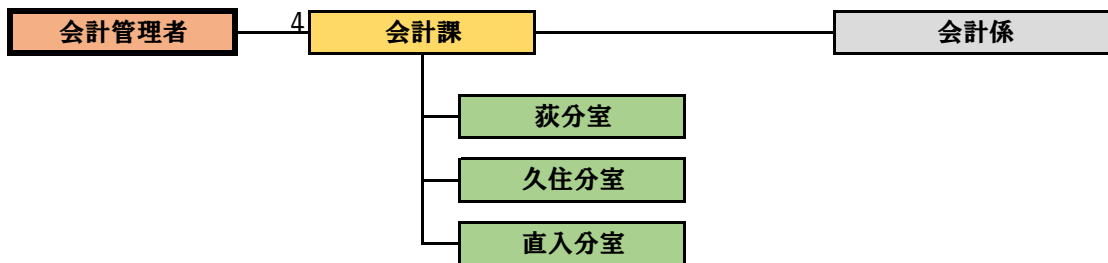 会計管理者
4
会計課
会計係
荻分室
久住分室
直入分室